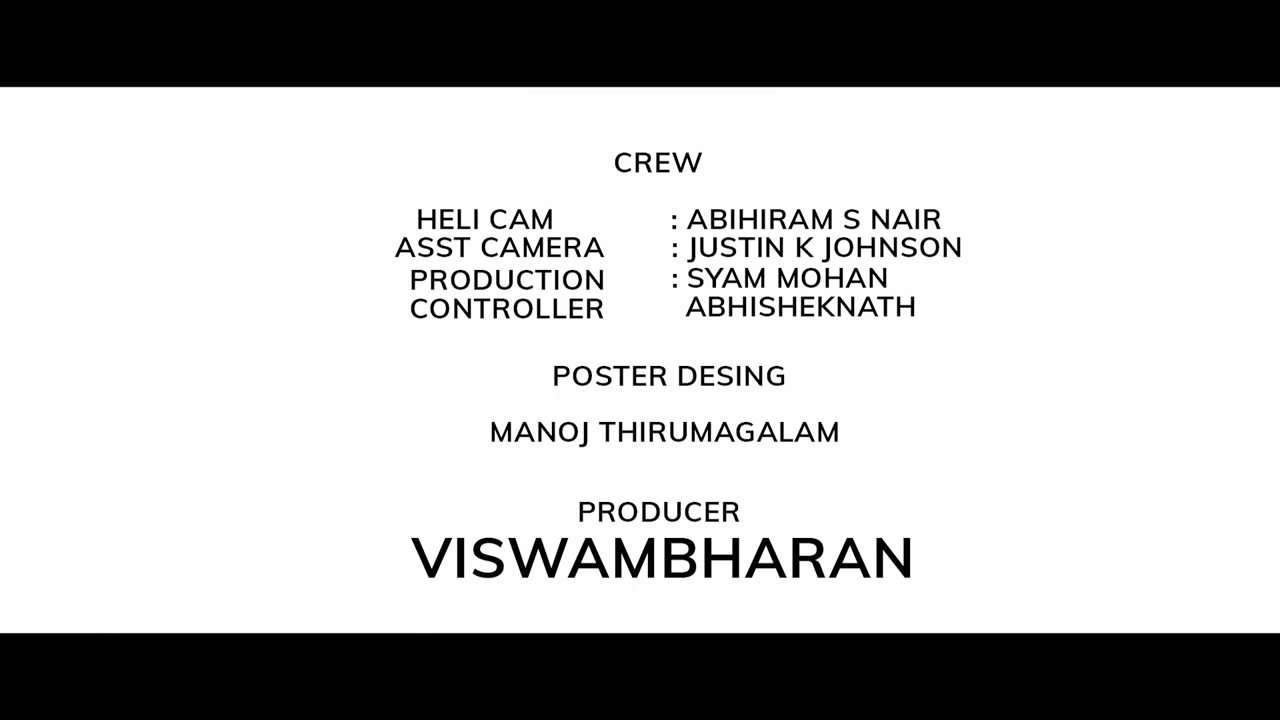 CREW
HELI CAM : ABIHIRAM S NAIR
ASST CAMERA : JUSTIN K JOHNSON
PRODUCTION : SYAM MOHAN
CONTROLLER ABHISHEKNATH
POSTER DESING
MANOJ THIRUMAGALAM
PRODUCER
VISWAMBHARAN